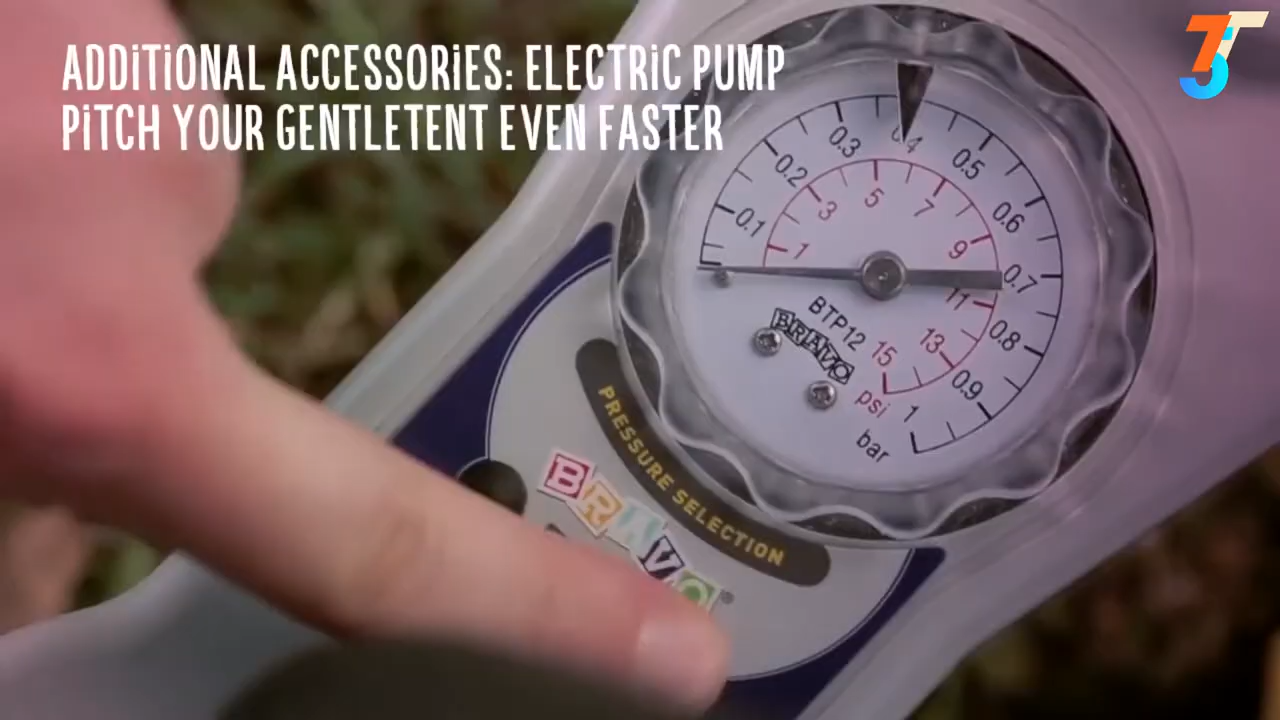 ADDITIONAL ACCESSORIES: ELECTRIC PUMP
PITCH YOUR GENTLETENT EVEN FASTER
75
0.1 0.2 0.3 0.4 0.5 0.6 0.7 0.8 0.9 1
1 3 5 7 9 11 13 15
BTP12
BRAVO
psi
bar
PRESSURE SELECTION
BRAVO®